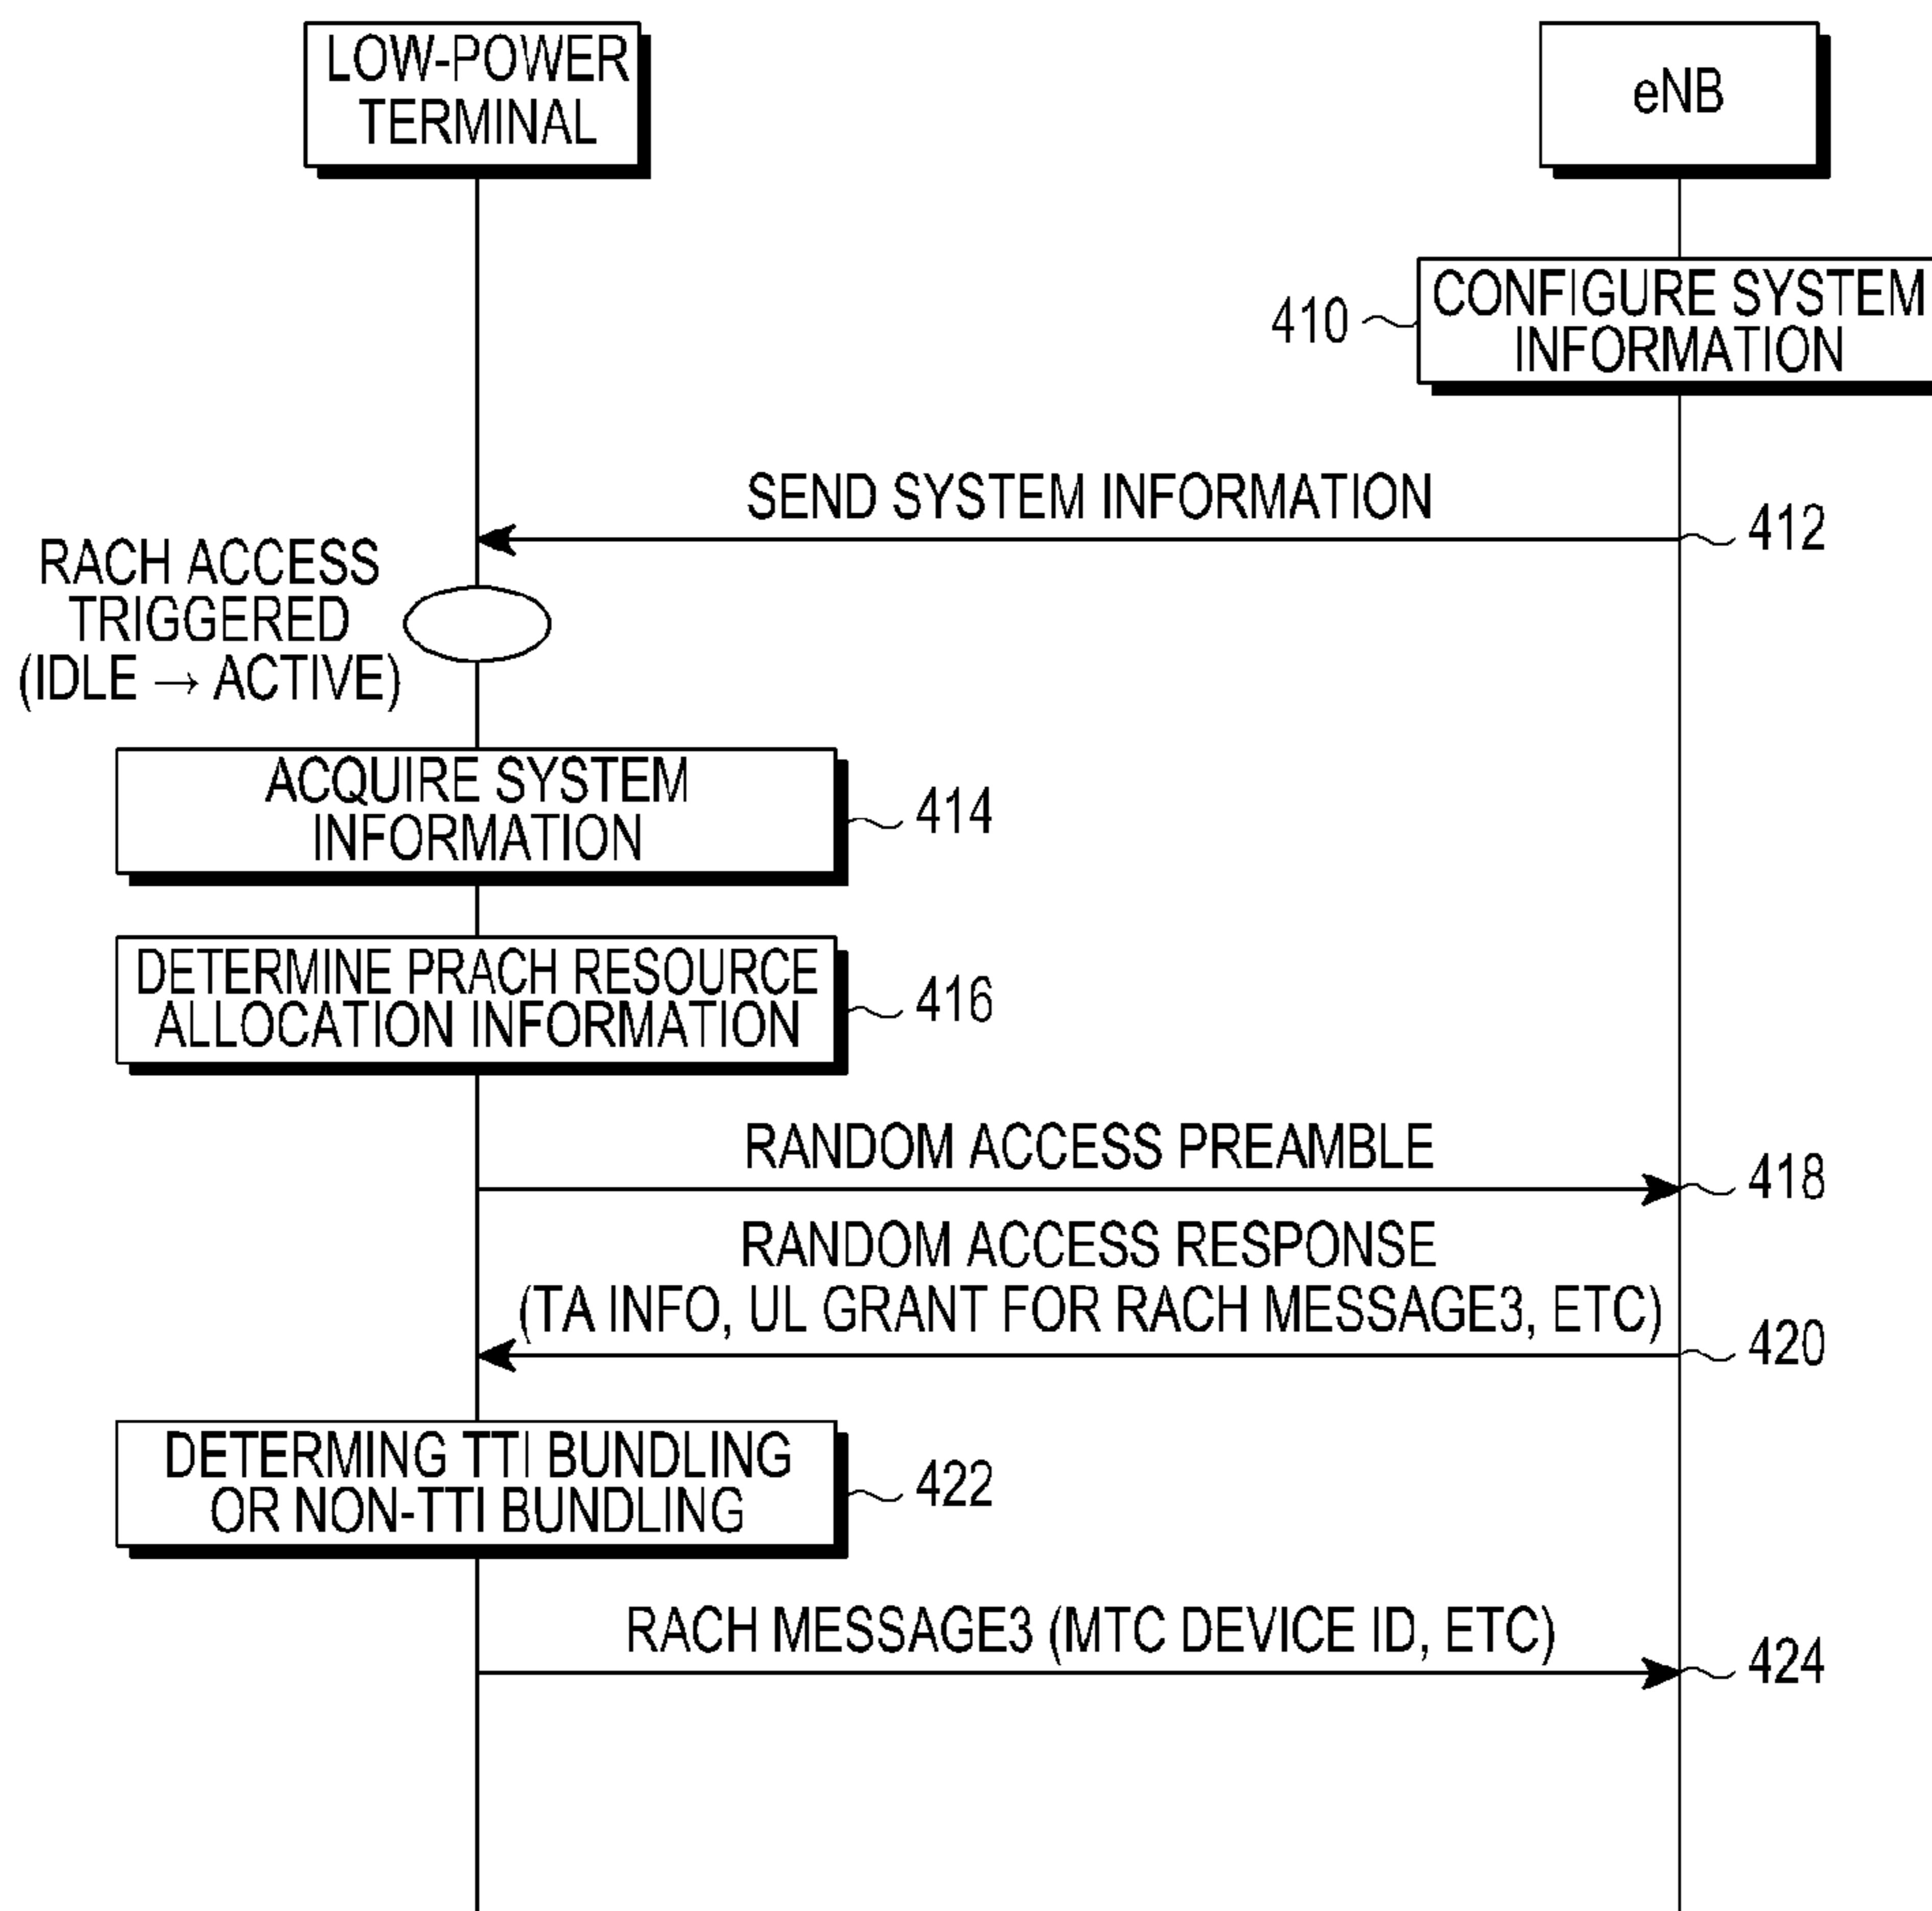 LOW-POWER
TERMINAL
eNB
410
CONFIGURE SYSTEM
INFORMATION
SEND SYSTEM INFORMATION
412
RACH ACCESS
TRIGGERED
(IDLE → ACTIVE)
ACQUIRE SYSTEM
INFORMATION
414
DETERMINE PRACH RESOURCE
ALLOCATION INFORMATION
416
RANDOM ACCESS PREAMBLE
418
RANDOM ACCESS RESPONSE
(TA INFO, UL GRANT FOR RACH MESSAGE3, ETC)
420
DETERMING TTI BUNDLING
OR NON-TTI BUNDLING
422
RACH MESSAGE3 (MTC DEVICE ID, ETC)
424